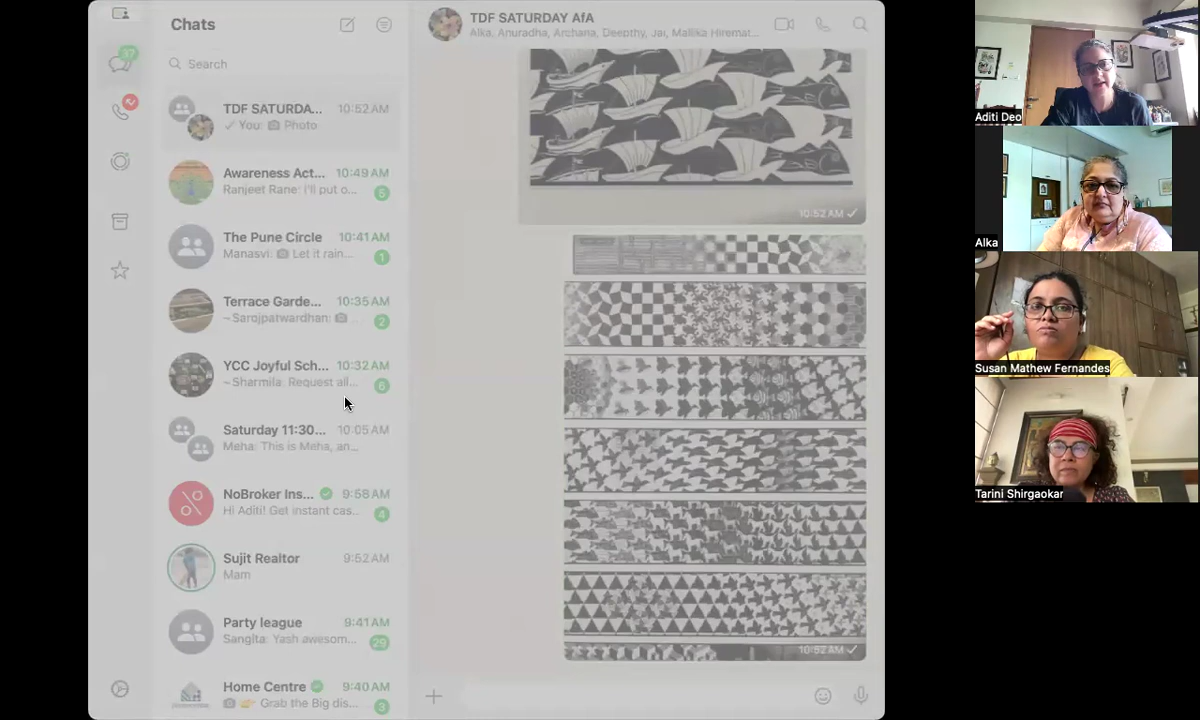 Chats
37
Search
TDF SATURDA... 10:52 AM
You: Photo
Awareness Act... 10:49 AM
Ranjeet Rane: I'll put o... 5
The Pune Circle 10:41 AM
Manasvi: Let it rain... 1
Terrace Garde... 10:35 AM
~Sarojpatwardhan: ... 2
YCC Joyful Sch... 10:32 AM
~Sharmila: Request all... 6
Saturday 11:30... 10:05 AM
Meha: This is Meha, an...
NoBroker Ins... 9:58 AM
Hi Aditi! Get instant cas... 4
Sujit Realtor 9:52 AM
Mam
Party league 9:41 AM
Sangita: Yash awesom... 29
Home Centre 9:40 AM
Grab the Big dis... 3
TDF SATURDAY AfA
Alka, Anuradha, Archana, Deepthy, Jai, Mallika Hiremat...
10:52 AM
10:52 AM
Aditi Deo
Alka
Susan Mathew Fernandes
Tarini Shirgaokar